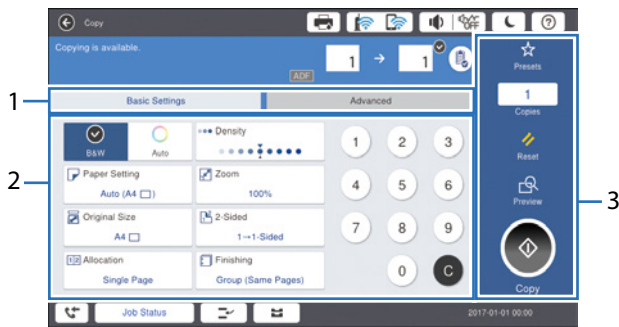 Copy
Copying is available.
ADF
1 → 1
OFF
Presets
1
Copies
Reset
Preview
Copy
1
Basic Settings
Advanced
2
3
B&W
Auto
Density
1 2 3
Paper Setting
Auto (A4)
Zoom
100%
4 5 6
Original Size
A4
2-Sided
1→1-Sided
7 8 9
Allocation
Single Page
Finishing
Group (Same Pages)
0 C
Job Status
2017-01-01 00:00